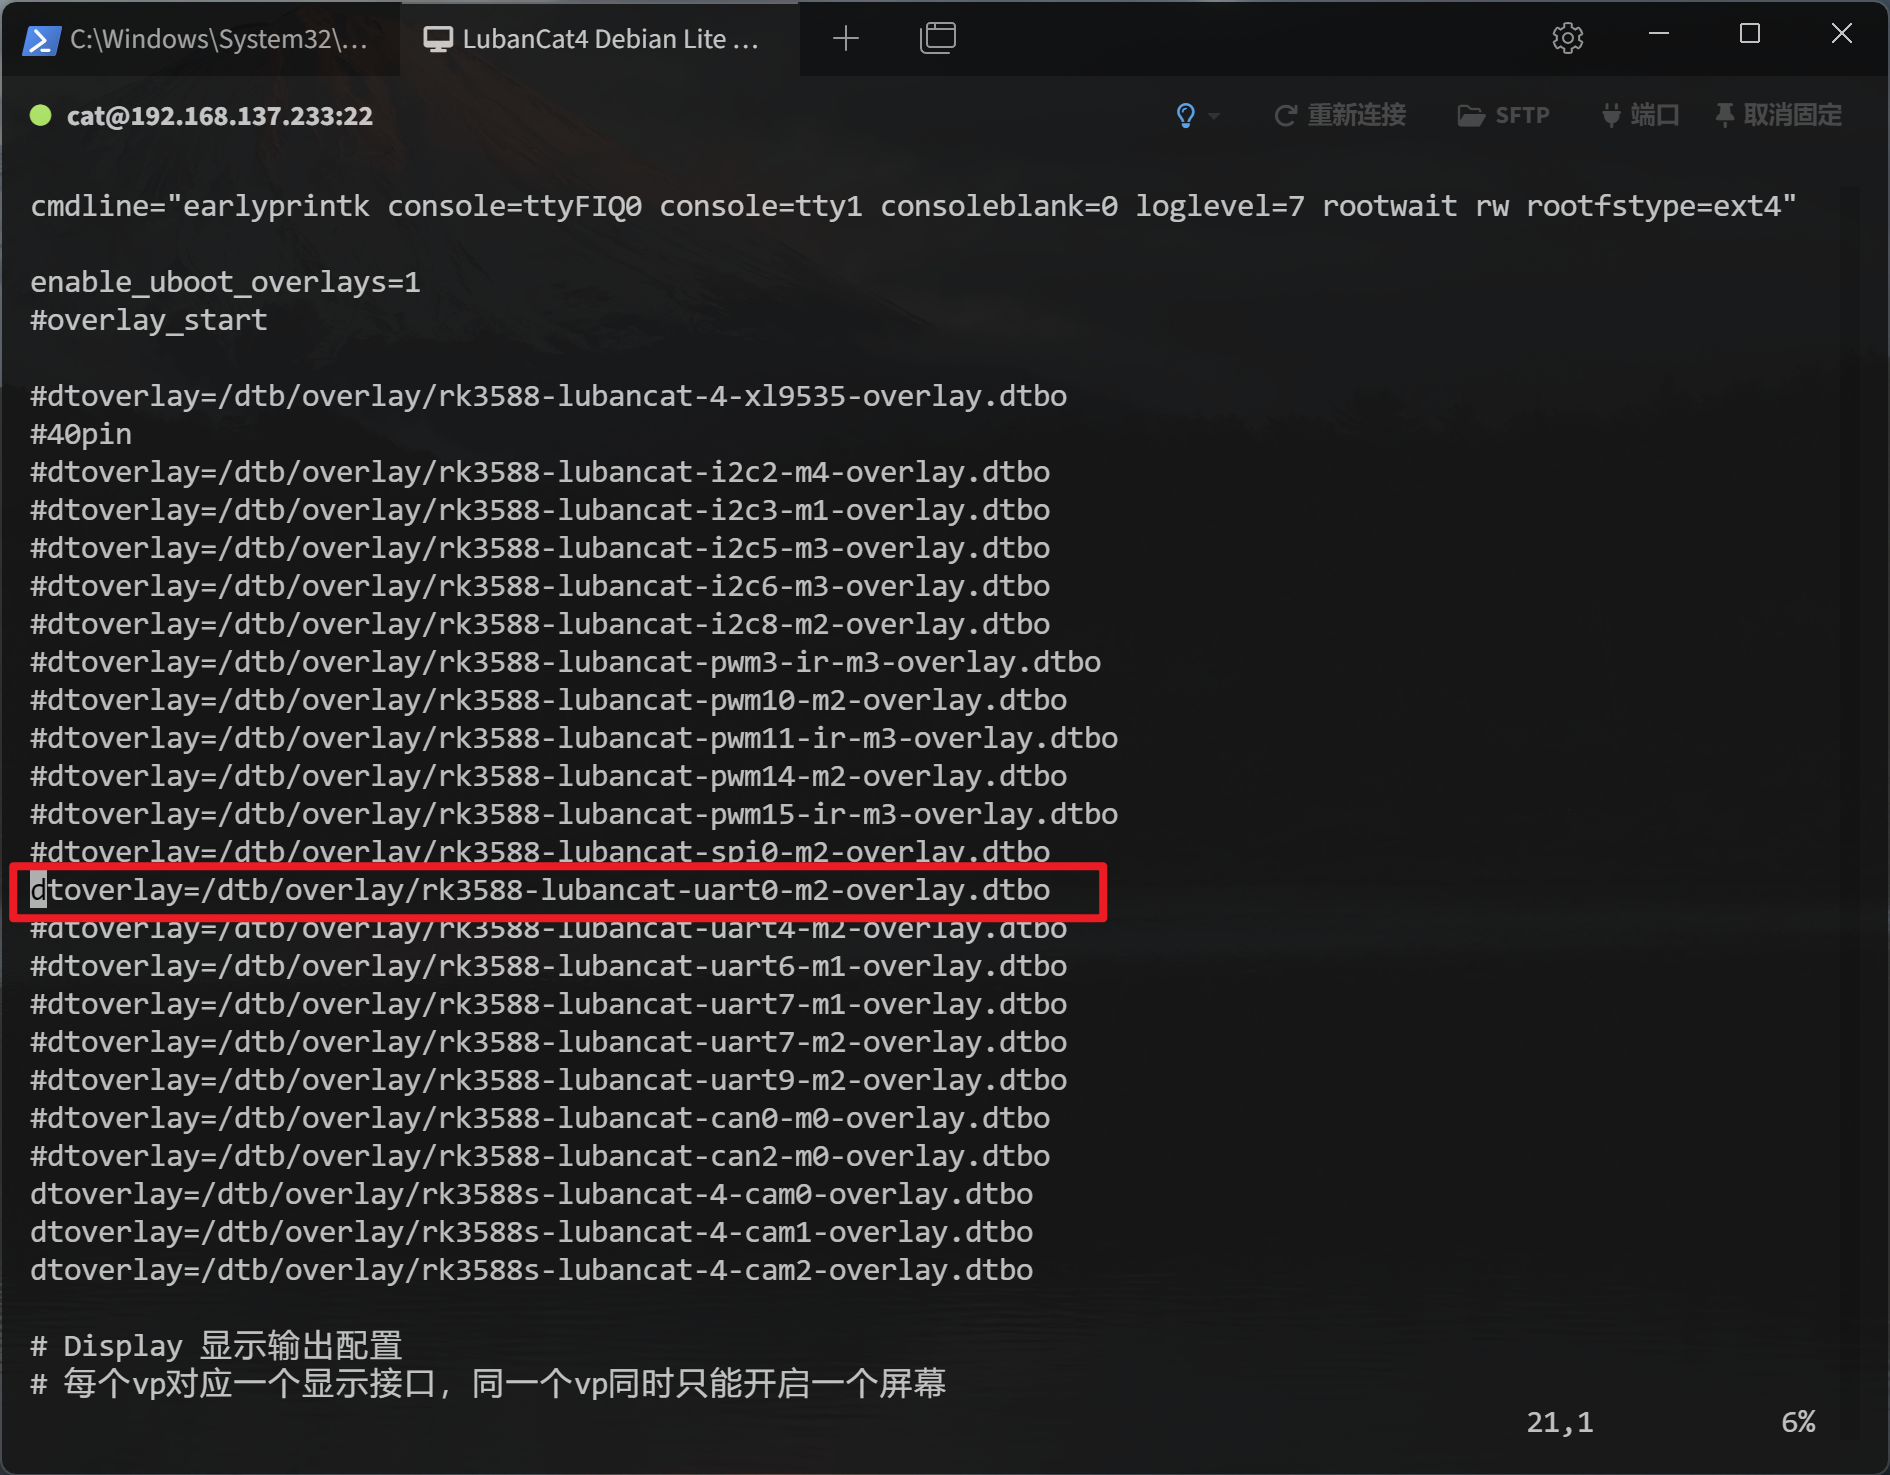 C:\Windows\System32\...
LubanCat4 Debian Lite ...
cat@192.168.137.233:22
重新连接
SFTP
端口
取消固定
cmdline="earlyprintk console=ttyFIQ0 console=tty1 consoleblank=0 loglevel=7 rootwait rw rootfstype=ext4"
enable_uboot_overlays=1
#overlay_start
#dtoverlay=/dtb/overlay/rk3588-lubancat-4-xl9535-overlay.dtbo
#40pin
#dtoverlay=/dtb/overlay/rk3588-lubancat-i2c2-m4-overlay.dtbo
#dtoverlay=/dtb/overlay/rk3588-lubancat-i2c3-m1-overlay.dtbo
#dtoverlay=/dtb/overlay/rk3588-lubancat-i2c5-m3-overlay.dtbo
#dtoverlay=/dtb/overlay/rk3588-lubancat-i2c6-m3-overlay.dtbo
#dtoverlay=/dtb/overlay/rk3588-lubancat-i2c8-m2-overlay.dtbo
#dtoverlay=/dtb/overlay/rk3588-lubancat-pwm3-ir-m3-overlay.dtbo
#dtoverlay=/dtb/overlay/rk3588-lubancat-pwm10-m2-overlay.dtbo
#dtoverlay=/dtb/overlay/rk3588-lubancat-pwm11-ir-m3-overlay.dtbo
#dtoverlay=/dtb/overlay/rk3588-lubancat-pwm14-m2-overlay.dtbo
#dtoverlay=/dtb/overlay/rk3588-lubancat-pwm15-ir-m3-overlay.dtbo
#dtoverlay=/dtb/overlay/rk3588-lubancat-spi0-m2-overlay.dtbo
dtoverlay=/dtb/overlay/rk3588-lubancat-uart0-m2-overlay.dtbo
#dtoverlay=/dtb/overlay/rk3588-lubancat-uart4-m2-overlay.dtbo
#dtoverlay=/dtb/overlay/rk3588-lubancat-uart6-m1-overlay.dtbo
#dtoverlay=/dtb/overlay/rk3588-lubancat-uart7-m1-overlay.dtbo
#dtoverlay=/dtb/overlay/rk3588-lubancat-uart7-m2-overlay.dtbo
#dtoverlay=/dtb/overlay/rk3588-lubancat-uart9-m2-overlay.dtbo
#dtoverlay=/dtb/overlay/rk3588-lubancat-can0-m0-overlay.dtbo
#dtoverlay=/dtb/overlay/rk3588-lubancat-can2-m0-overlay.dtbo
dtoverlay=/dtb/overlay/rk3588s-lubancat-4-cam0-overlay.dtbo
dtoverlay=/dtb/overlay/rk3588s-lubancat-4-cam1-overlay.dtbo
dtoverlay=/dtb/overlay/rk3588s-lubancat-4-cam2-overlay.dtbo
# Display 显示输出配置
# 每个vp对应一个显示接口，同一个vp同时只能开启一个屏幕
21,1 6%